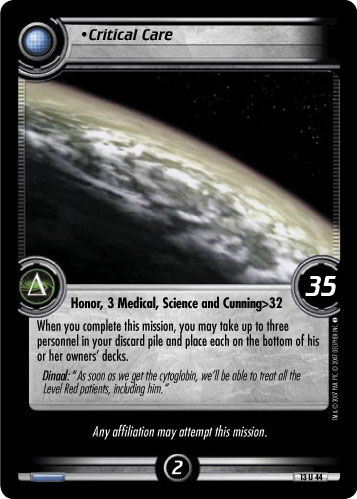 •Critical Care
Δ
35
Honor, 3 Medical, Science and Cunning>32
When you complete this mission, you may take up to three
personnel in your discard pile and place each on the bottom of his
or her owners' decks.
Dinaal: "As soon as we get the cytoglobin, we'll be able to treat all the
Level Red patients, including him."
Any affiliation may attempt this mission.
2
13 U 44